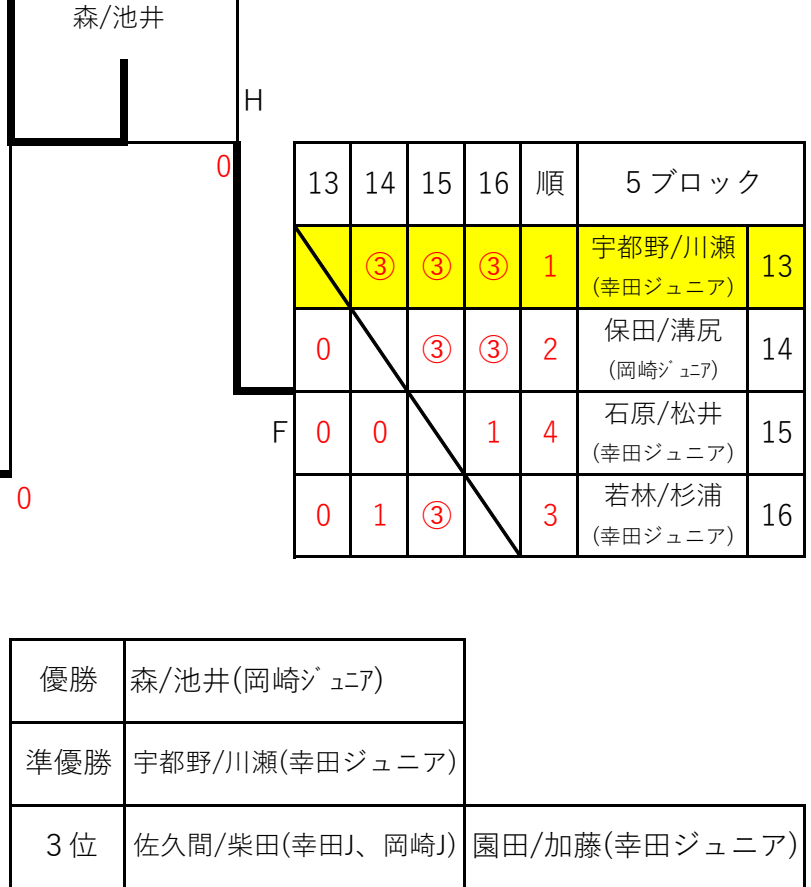 森/池井
H
0
13 14 15 16 順 5ブロック
③ ③ ③ 1 宇都野/川瀬 13
(幸田ジュニア)
0 ③ ③ 2 保田/溝尻 14
(岡崎ｼﾞｭﾆｱ)
F 0 0 1 4 石原/松井 15
(幸田ジュニア)
0
0 1 ③ 3 若林/杉浦 16
(幸田ジュニア)
優勝 森/池井(岡崎ｼﾞｭﾆｱ)
準優勝 宇都野/川瀬(幸田ジュニア)
3位 佐久間/柴田(幸田J、岡崎J) 園田/加藤(幸田ジュニア)